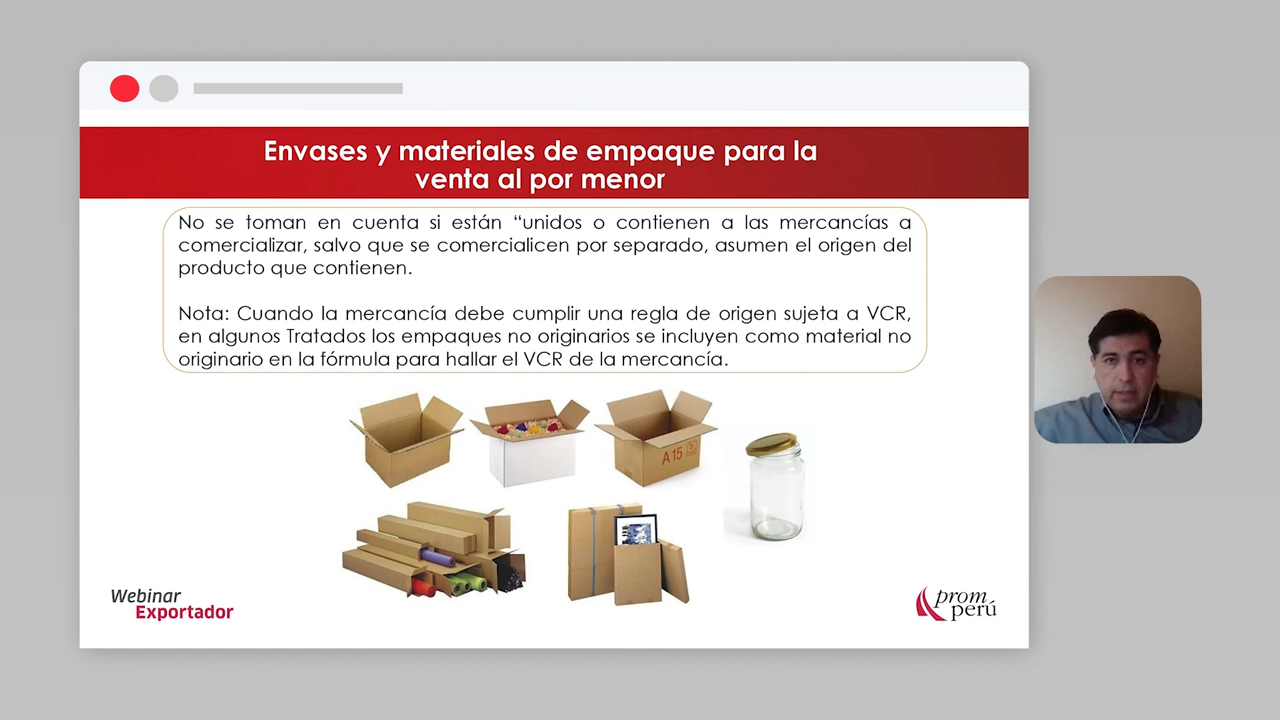 Envases y materiales de empaque para la
venta al por menor
No se toman en cuenta si están “unidos o contienen a las mercancías a
comercializar, salvo que se comercialicen por separado, asumen el origen del
producto que contienen.
Nota: Cuando la mercancía debe cumplir una regla de origen sujeta a VCR,
en algunos Tratados los empaques no originarios se incluyen como material no
originario en la fórmula para hallar el VCR de la mercancía.
A15
Webinar
Exportador
prom
perú